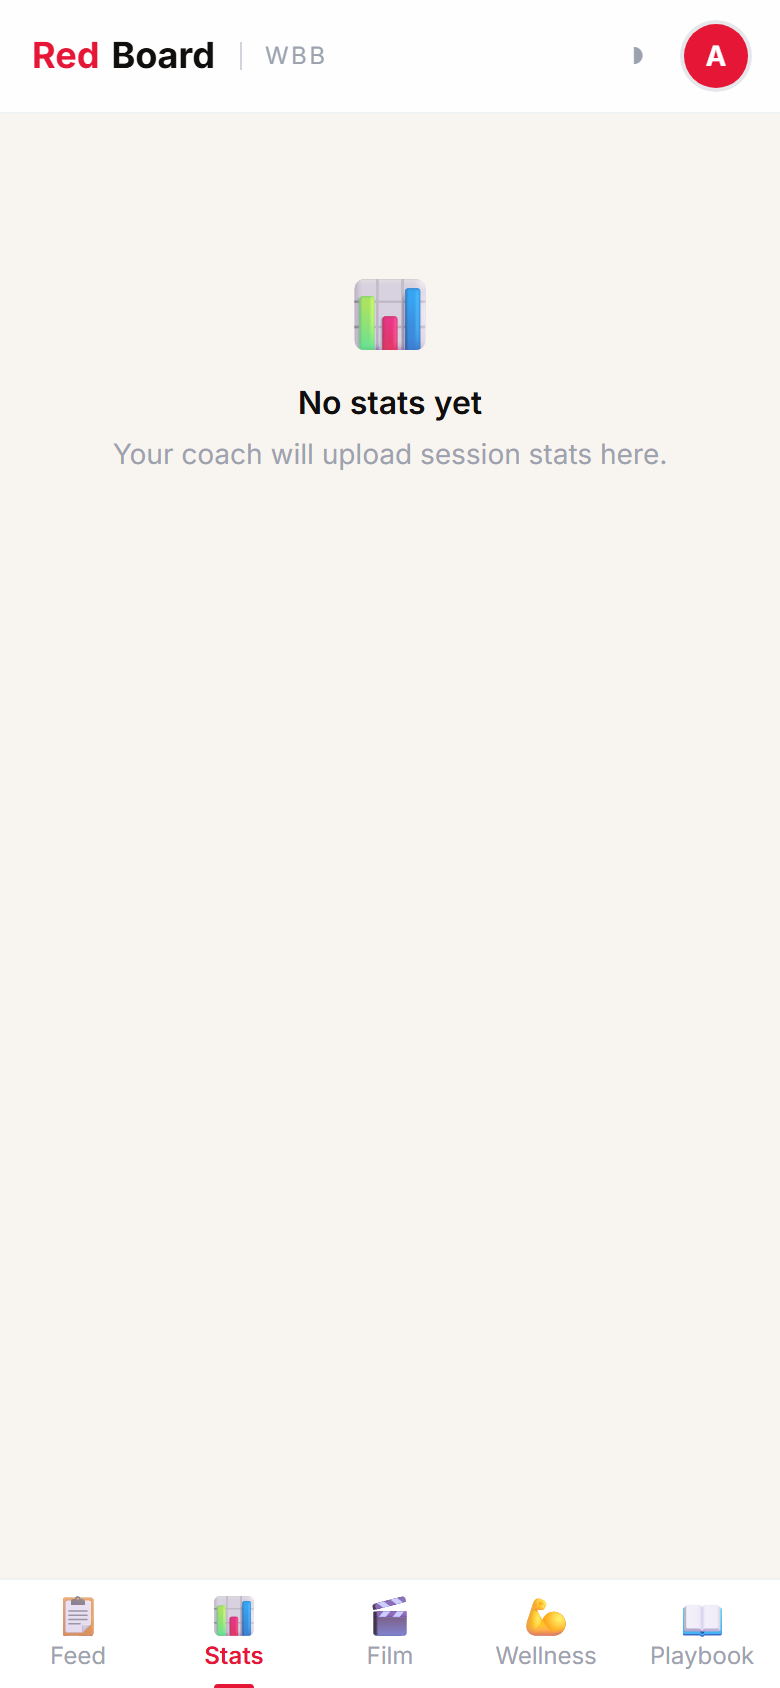 Red Board | WBB
A
No stats yet
Your coach will upload session stats here.
Feed Stats Film Wellness Playbook